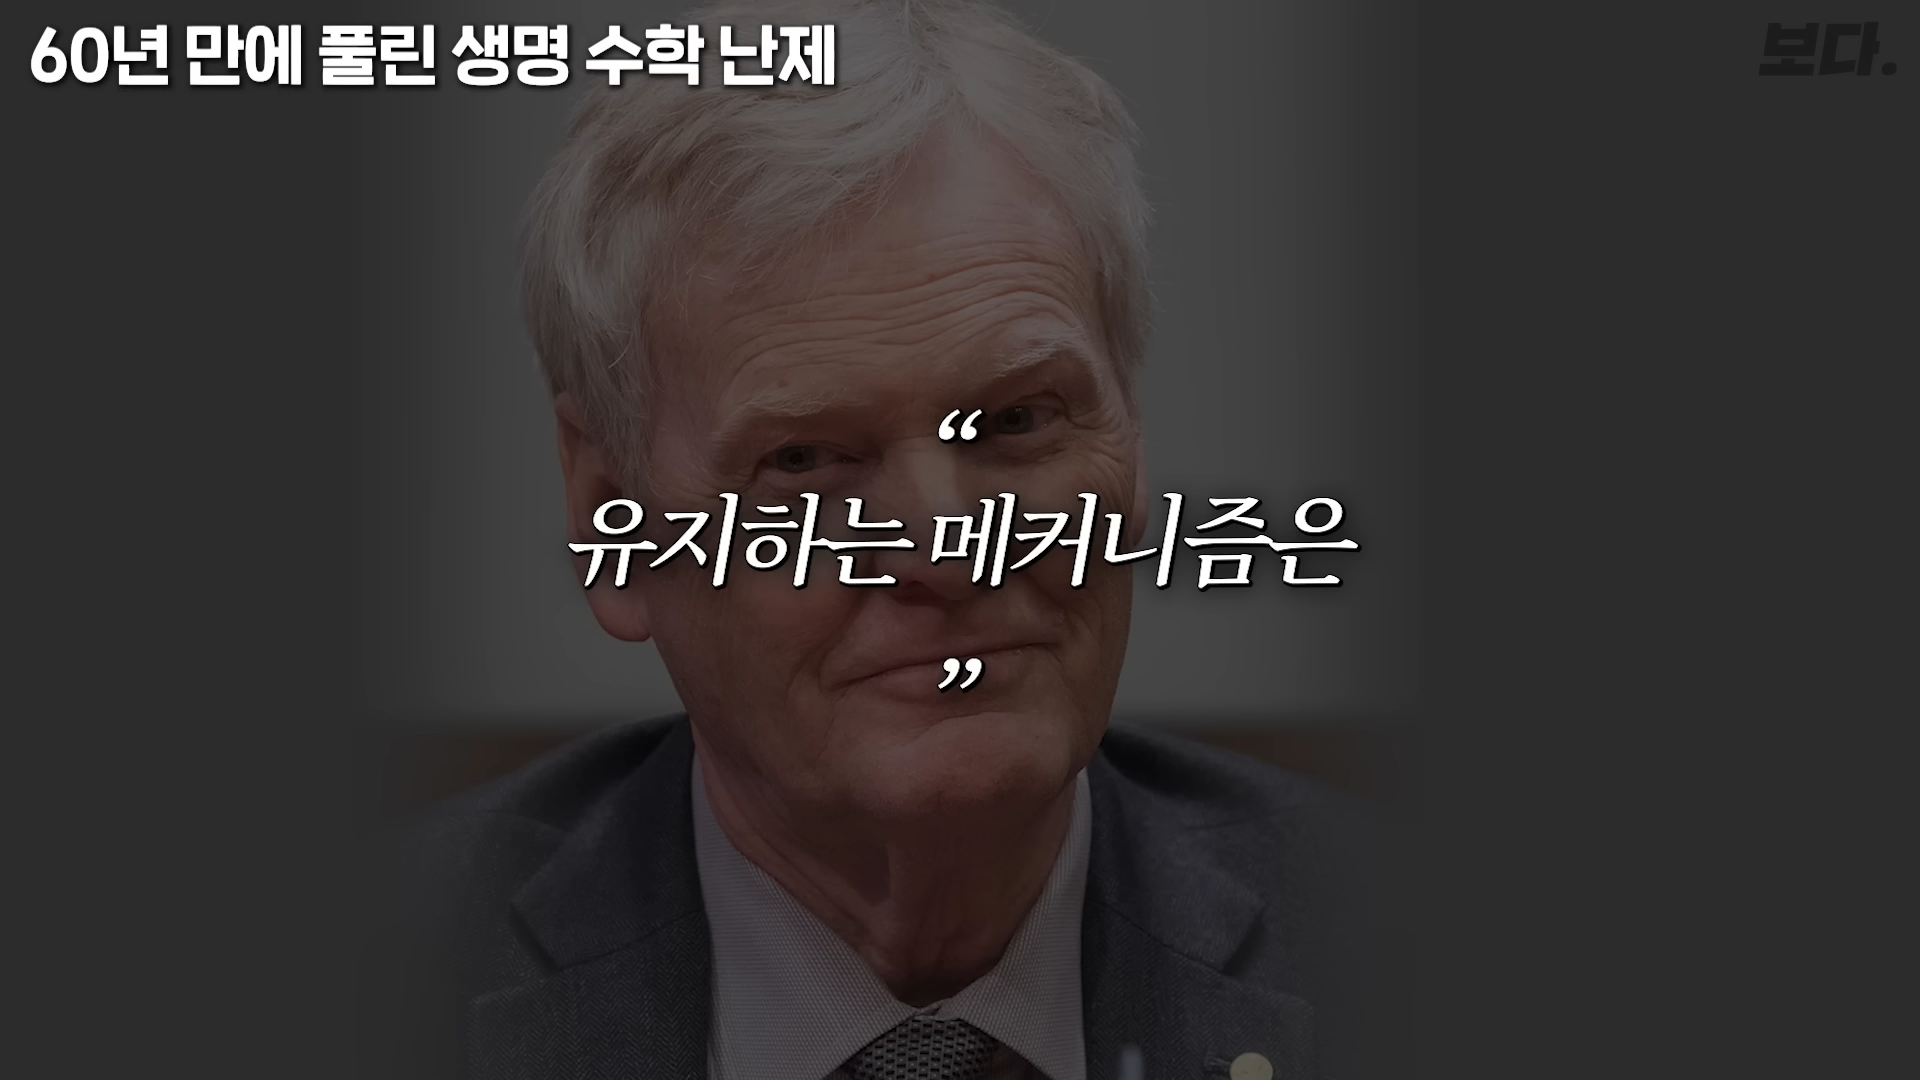 60년 만에 풀린 생명 수학 난제
보다.
“
유지하는 메커니즘은
”